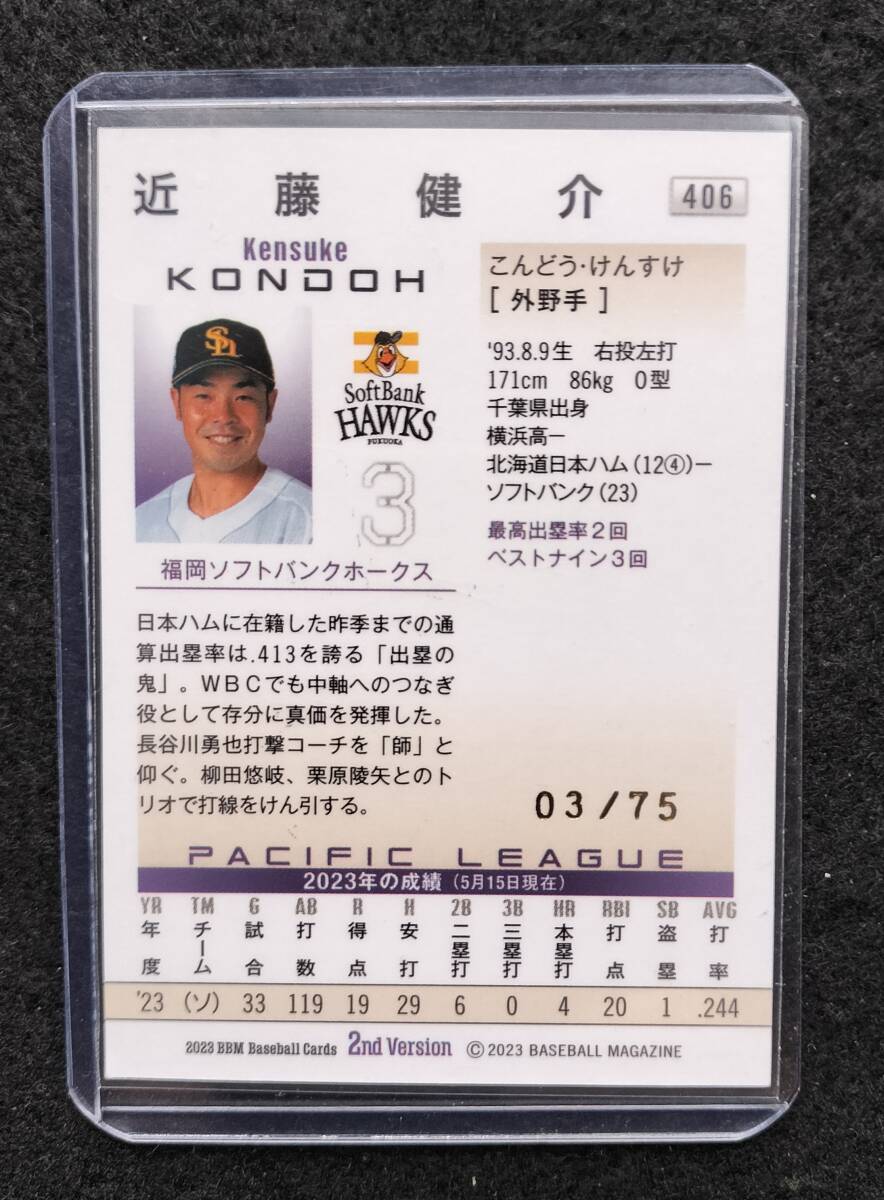 近藤健介 406
Kensuke
KONDOH
こんどう・けんすけ
[ 外野手 ]
SH
SoftBank
HAWKS
FUKUOKA
3
福岡ソフトバンクホークス
'93.8.9生 右投左打
171cm 86kg O型
千葉県出身
横浜高ー
北海道日本ハム(12④)ー
ソフトバンク(23)
最高出塁率2回
ベストナイン3回
日本ハムに在籍した昨季までの通
算出塁率は.413を誇る「出塁の
鬼」。WBCでも中軸へのつなぎ
役として存分に真価を発揮した。
長谷川勇也打撃コーチを「師」と
仰ぐ。柳田悠岐、栗原陵矢とのト
リオで打線をけん引する。
03/75
PACIFIC LEAGUE
2023年の成績(5月15日現在)
YR TM G AB R H 2B 3B HR RBI SB AVG
年度 チーム 試合 打数 得点 安打 二塁打 三塁打 本塁打 打点 盗塁 打率
'23 (ソ) 33 119 19 29 6 0 4 20 1 .244
2023 BBM Baseball Cards 2nd Version ©2023 BASEBALL MAGAZINE